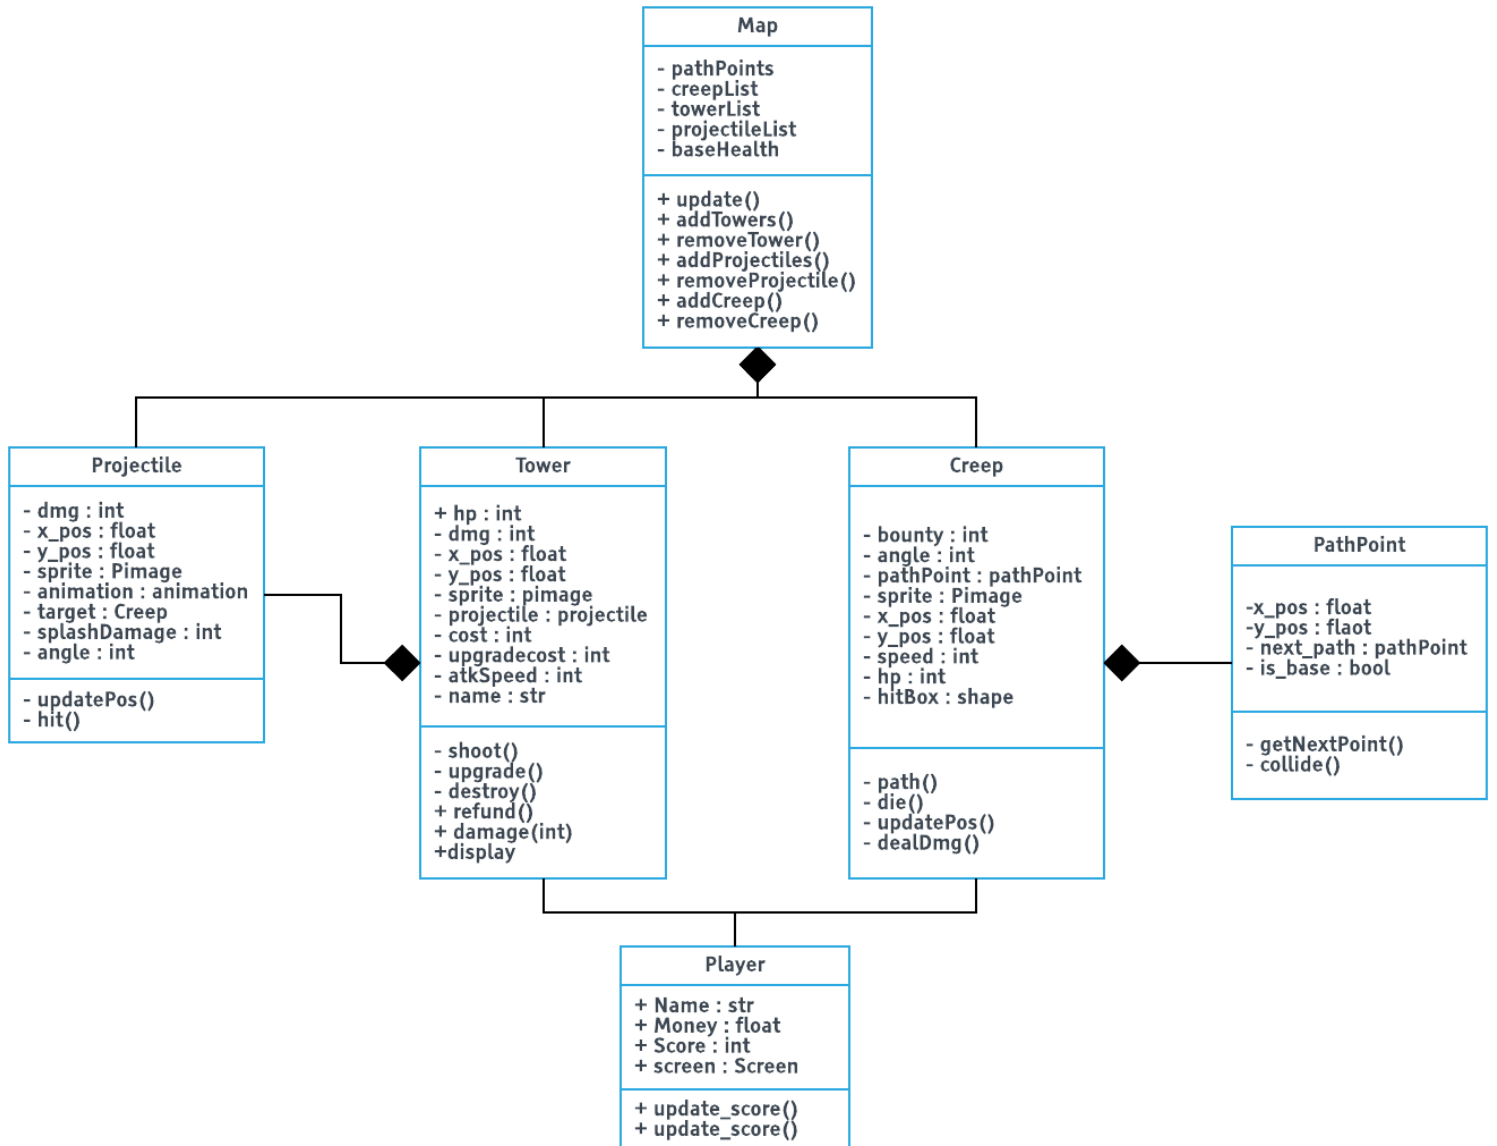 Map
- pathPoints
- creepList
- towerList
- projectileList
- baseHealth
+ update()
+ addTowers()
+ removeTower()
+ addProjectiles()
+ removeProjectile()
+ addCreep()
+ removeCreep()
Projectile
- dmg : int
- x_pos : float
- y_pos : float
- sprite : Pimage
- animation : animation
- target : Creep
- splashDamage : int
- angle : int
- updatePos()
- hit()
Tower
+ hp : int
- dmg : int
- x_pos : float
- y_pos : float
- sprite : pimage
- projectile : projectile
- cost : int
- upgradecost : int
- atkSpeed : int
- name : str
- shoot()
- upgrade()
- destroy()
+ refund()
+ damage(int)
+display
Creep
- bounty : int
- angle : int
- pathPoint : pathPoint
- sprite : Pimage
- x_pos : float
- y_pos : float
- speed : int
- hp : int
- hitBox : shape
- path()
- die()
- updatePos()
- dealDmg()
PathPoint
-x_pos : float
-y_pos : flaot
- next_path : pathPoint
- is_base : bool
- getNextPoint()
- collide()
Player
+ Name : str
+ Money : float
+ Score : int
+ screen : Screen
+ update_score()
+ update_score()